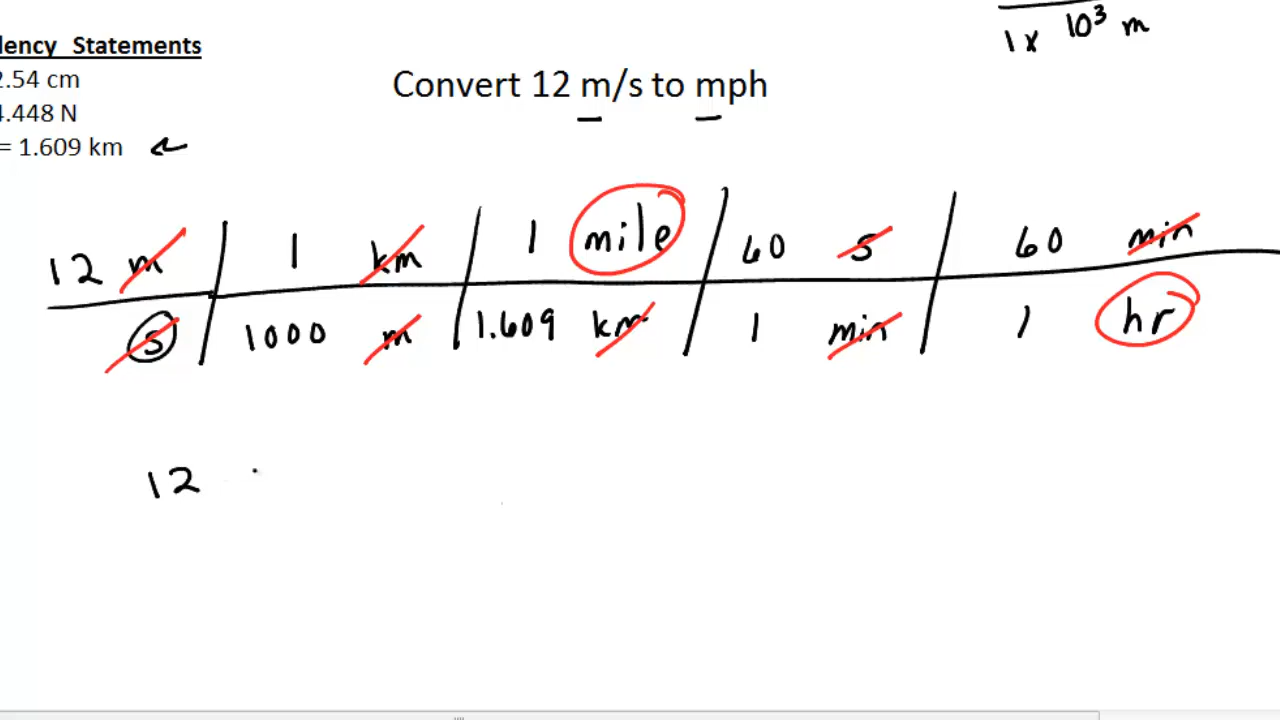 1 x 10³ m
dency Statements
2.54 cm
4.448 N
= 1.609 km
Convert 12 m/s to mph
12 m 1 km 1 mile 60 s 60 min
s 1000 m 1.609 km 1 min 1 hr
12